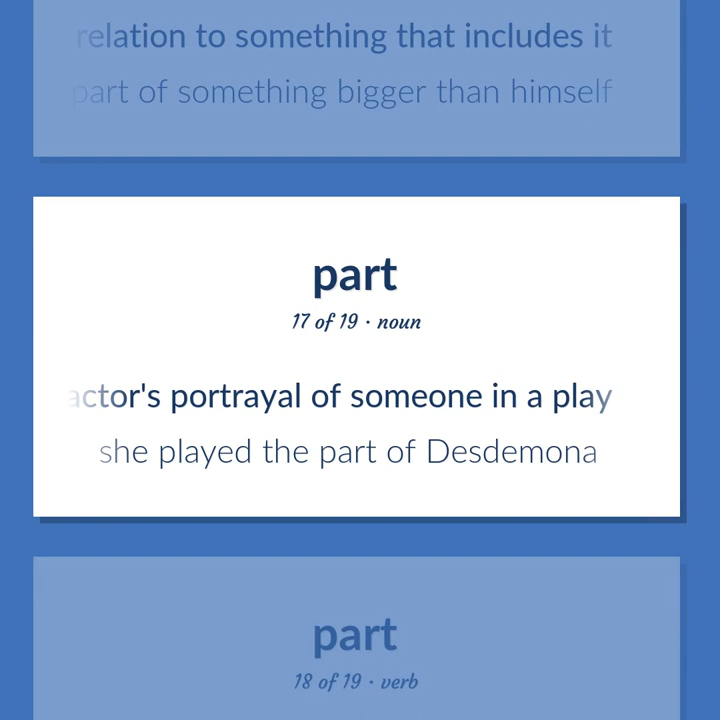 relation to something that includes it
part of something bigger than himself
part
17 of 19 · noun
actor's portrayal of someone in a play
she played the part of Desdemona
part
18 of 19 · verb